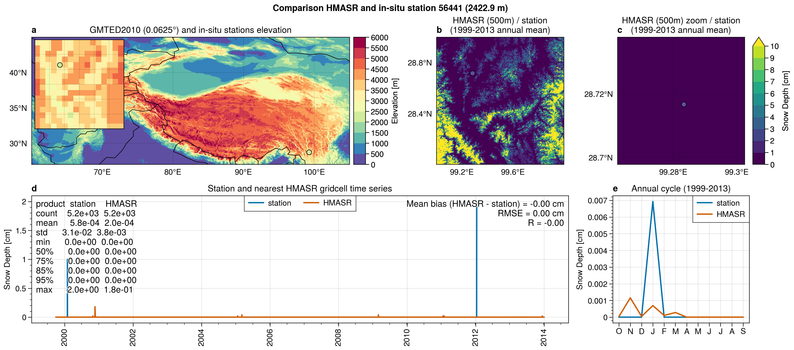 Comparison HMASR and in-situ station 56441 (2422.9 m)
a GMTED2010 (0.0625°) and in-situ stations elevation
40°N
35°N
30°N
70°E 80°E 90°E 100°E
6000
5500
5000
4500
4000
3500
3000
2500
2000
1500
1000
500
0
Elevation [m]
b HMASR (500m) / station
(1999-2013 annual mean)
28.8°N
28.4°N
99.2°E 99.6°E
c HMASR (500m) zoom / station
(1999-2013 annual mean)
28.72°N
28.7°N
99.28°E 99.3°E
10
9
8
7
6
5
4
3
2
1
0
Snow Depth [cm]
d Station and nearest HMASR gridcell time series
product station HMASR
count 5.2e+03 5.2e+03
mean 5.8e-04 2.0e-04
std 3.1e-02 3.8e-03
min 0.0e+00 0.0e+00
50% 0.0e+00 0.0e+00
75% 0.0e+00 0.0e+00
85% 0.0e+00 0.0e+00
95% 0.0e+00 0.0e+00
max 2.0e+00 1.8e-01
station HMASR
Mean bias (HMASR - station) = -0.00 cm
RMSE = 0.00 cm
R = -0.00
2
1.5
1
0.5
0
Snow Depth [cm]
2000 2002 2004 2006 2008 2010 2012 2014
e Annual cycle (1999-2013)
station
HMASR
0.007
0.006
0.005
0.004
0.003
0.002
0.001
0
Snow Depth [cm]
O N D J F M A M J J A S